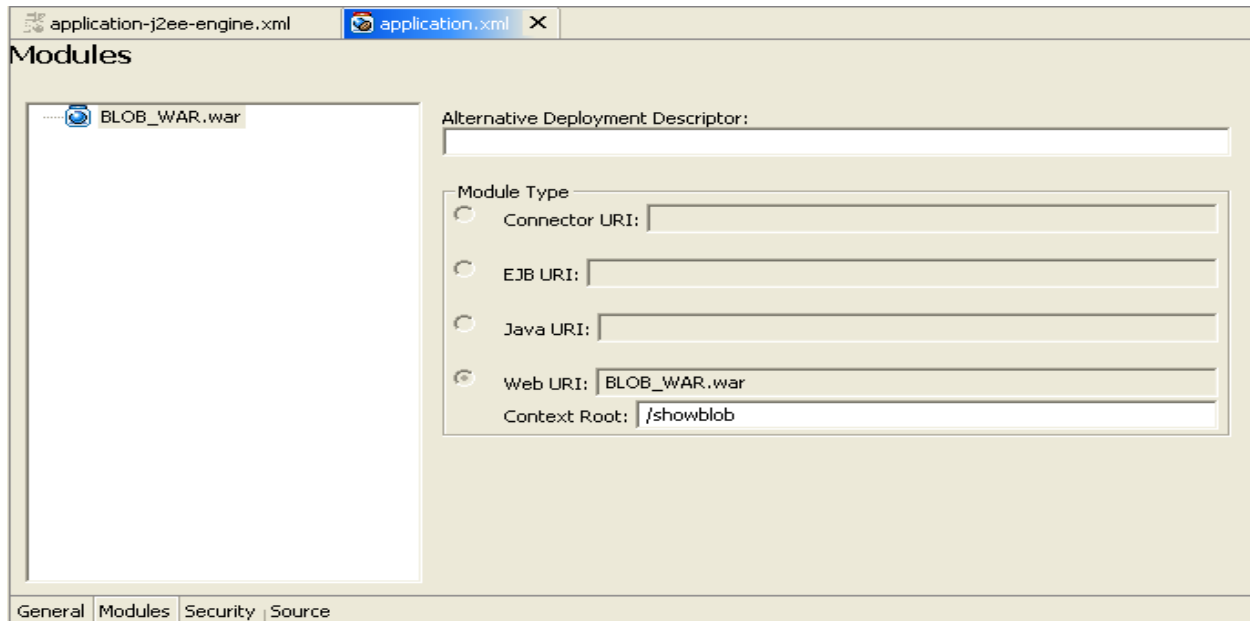 application-j2ee-engine.xml
application.xml
Modules
BLOB_WAR.war
Alternative Deployment Descriptor:
Module Type
Connector URI:
EJB URI:
Java URI:
Web URI: BLOB_WAR.war
Context Root: /showblob
General Modules Security Source